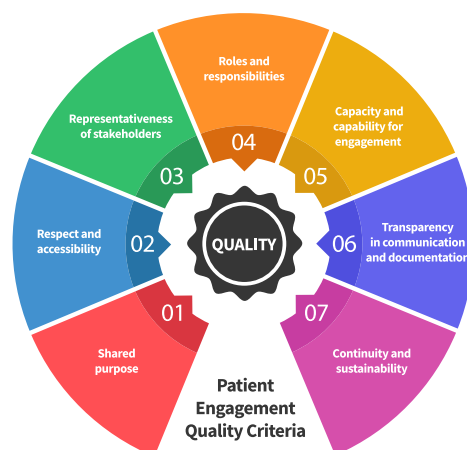 Roles and
responsibilities
04
Representativeness
of stakeholders
03
Capacity and
capability for
engagement
05
Respect and
accessibility
02
QUALITY
06
Transparency
in communication
and documentation
01
Shared
purpose
07
Continuity and
sustainability
Patient
Engagement
Quality Criteria